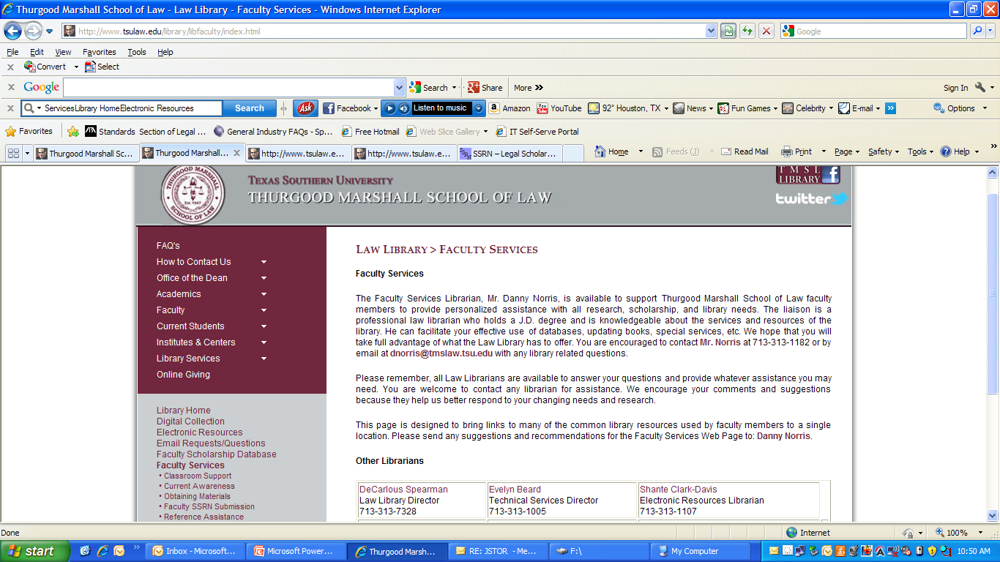 Thurgood Marshall School of Law - Law Library - Faculty Services - Windows Internet Explorer
http://www.tsulaw.edu/library/libfaculty/index.html
Google
File Edit View Favorites Tools Help
x Convert Select
x Google Search Share More » Sign In
x ServicesLibrary HomeElectronic Resources Search Ask Facebook Listen to music Amazon YouTube 92° Houston, TX News Fun Games Celebrity E-mail » Options
Favorites Standards Section of Legal ... General Industry FAQs - Sp... Free Hotmail Web Slice Gallery IT Self-Serve Portal
Thurgood Marshall Sc... Thurgood Marshall... X http://www.tsulaw.e... http://www.tsulaw.e... SSRN – Legal Scholar... Home Feeds (J) Read Mail Print Page Safety Tools Help »
THURGOOD MARSHALL
SCHOOL OF LAW
Est. 1947
TEXAS SOUTHERN UNIVERSITY
THURGOOD MARSHALL SCHOOL OF LAW
T M S L
LIBRARY f
twitter
FAQ's
How to Contact Us
Office of the Dean
Academics
Faculty
Current Students
Institutes & Centers
Library Services
Online Giving
Library Home
Digital Collection
Electronic Resources
Email Requests/Questions
Faculty Scholarship Database
Faculty Services
• Classroom Support
• Current Awareness
• Obtaining Materials
• Faculty SSRN Submission
• Reference Assistance
LAW LIBRARY > FACULTY SERVICES
Faculty Services
The Faculty Services Librarian, Mr. Danny Norris, is available to support Thurgood Marshall School of Law faculty
members to provide personalized assistance with all research, scholarship, and library needs. The liaison is a
professional law librarian who holds a J.D. degree and is knowledgeable about the services and resources of the
library. He can facilitate your effective use of databases, updating books, special services, etc. We hope that you will
take full advantage of what the Law Library has to offer. You are encouraged to contact Mr. Norris at 713-313-1182 or by
email at dnorris@tmslaw.tsu.edu with any library related questions.
Please remember, all Law Librarians are available to answer your questions and provide whatever assistance you may
need. You are welcome to contact any librarian for assistance. We encourage your comments and suggestions
because they help us better respond to your changing needs and research.
This page is designed to bring links to many of the common library resources used by faculty members to a single
location. Please send any suggestions and recommendations for the Faculty Services Web Page to: Danny Norris.
Other Librarians
DeCarlous Spearman
Law Library Director
713-313-7328
Evelyn Beard
Technical Services Director
713-313-1005
Shante Clark-Davis
Electronic Resources Librarian
713-313-1107
Done Internet 100%
start » Inbox - Microsoft... Microsoft Power... Thurgood Marsh... RE: JSTOR - Me... F:\ My Computer 10:50 AM